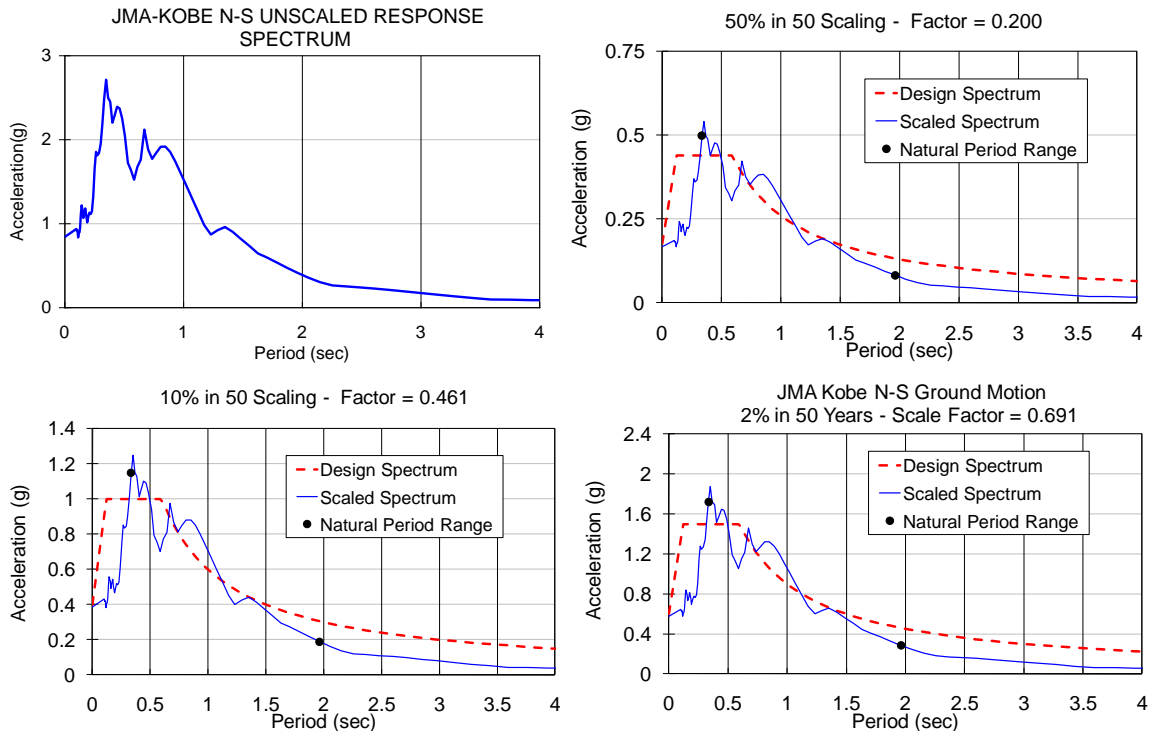 JMA-KOBE N-S UNSCALED RESPONSE
SPECTRUM
3
2
1
0
Acceleration(g)
0 1 2 3 4
Period (sec)
50% in 50 Scaling - Factor = 0.200
0.75
0.5
0.25
0
Acceleration (g)
Design Spectrum
Scaled Spectrum
Natural Period Range
0 0.5 1 1.5 2 2.5 3 3.5 4
Period (sec)
10% in 50 Scaling - Factor = 0.461
1.4
1.2
1
0.8
0.6
0.4
0.2
0
Acceleration (g)
Design Spectrum
Scaled Spectrum
Natural Period Range
0 0.5 1 1.5 2 2.5 3 3.5 4
Period (sec)
JMA Kobe N-S Ground Motion
2% in 50 Years - Scale Factor = 0.691
2.4
2.0
1.6
1.2
0.8
0.4
0
Acceleration (g)
Design Spectrum
Scaled Spectrum
Natural Period Range
0 0.5 1 1.5 2 2.5 3 3.5 4
Period (sec)